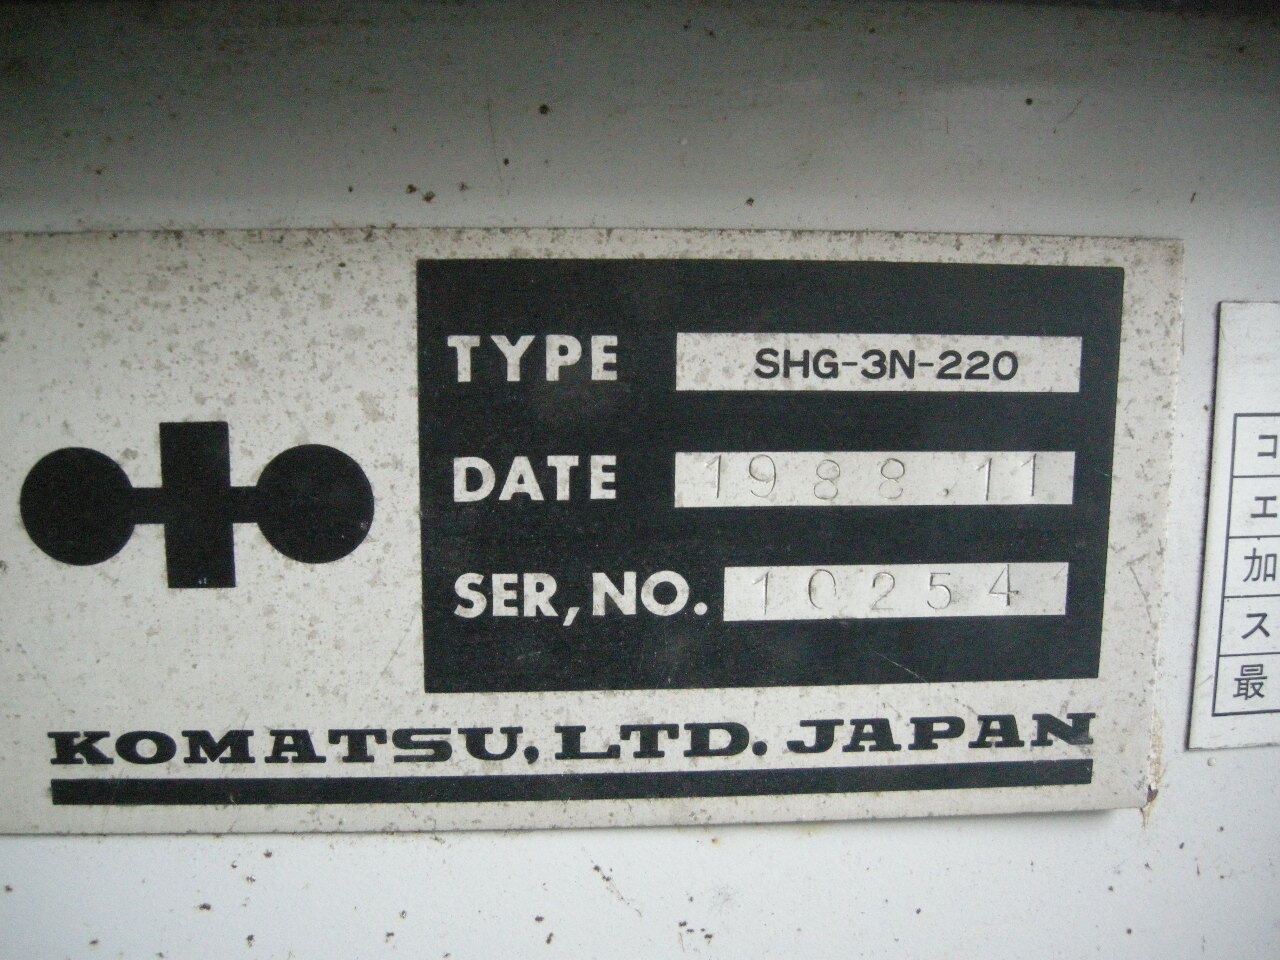 TYPE SHG-3N-220
DATE 1988.11
SER,NO. 10254
KOMATSU,LTD. JAPAN
コ
エ
加
ス
最